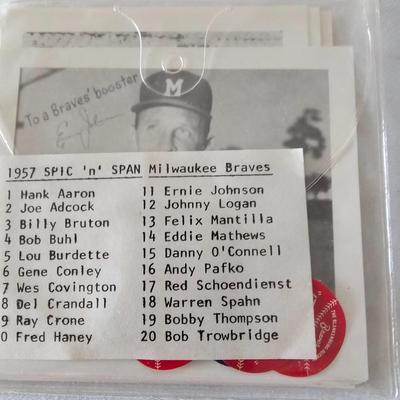 To a Braves' booster
M
1957 SPIC 'n' SPAN Milwaukee Braves
1 Hank Aaron
2 Joe Adcock
3 Billy Bruton
4 Bob Buhl
5 Lou Burdette
6 Gene Conley
7 Wes Covington
8 Del Crandall
9 Ray Crone
0 Fred Haney
11 Ernie Johnson
12 Johnny Logan
13 Felix Mantilla
14 Eddie Mathews
15 Danny O'Connell
16 Andy Pafko
17 Red Schoendienst
18 Warren Spahn
19 Bobby Thompson
20 Bob Trowbridge